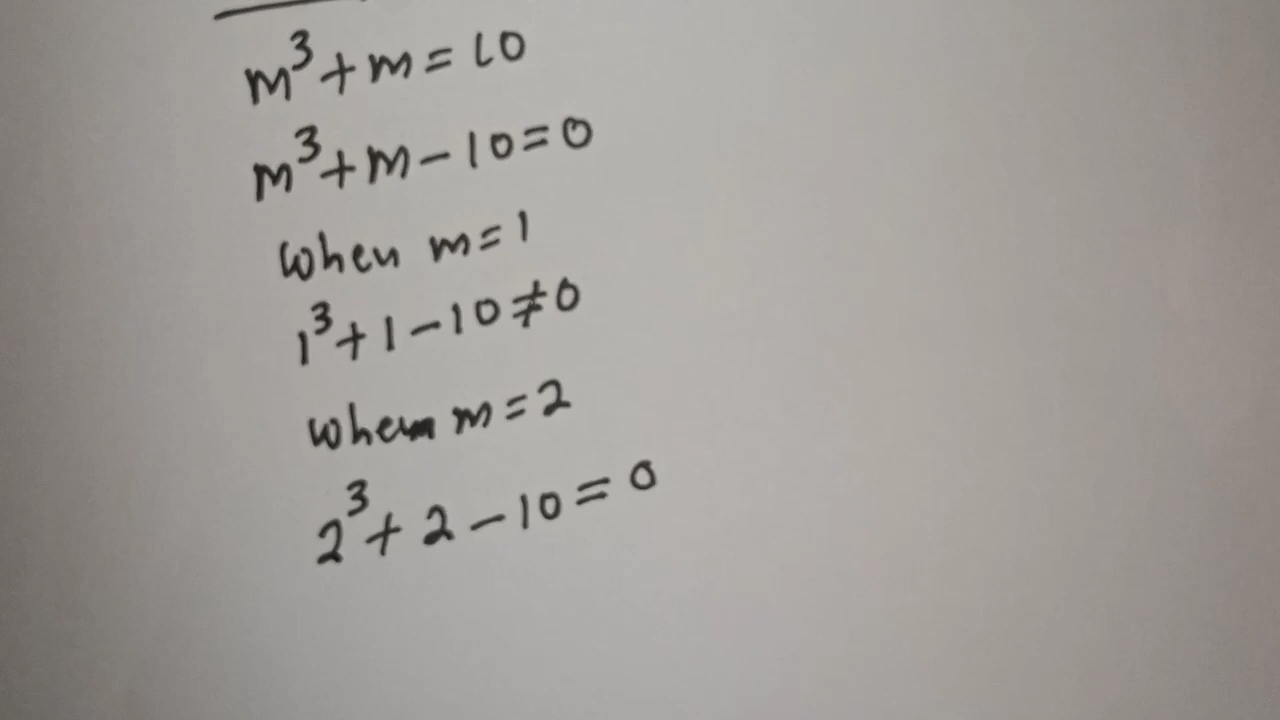 m³+m=10
m³+m-10=0
when m=1
1³+1-10≠0
when m=2
2³+2-10=0